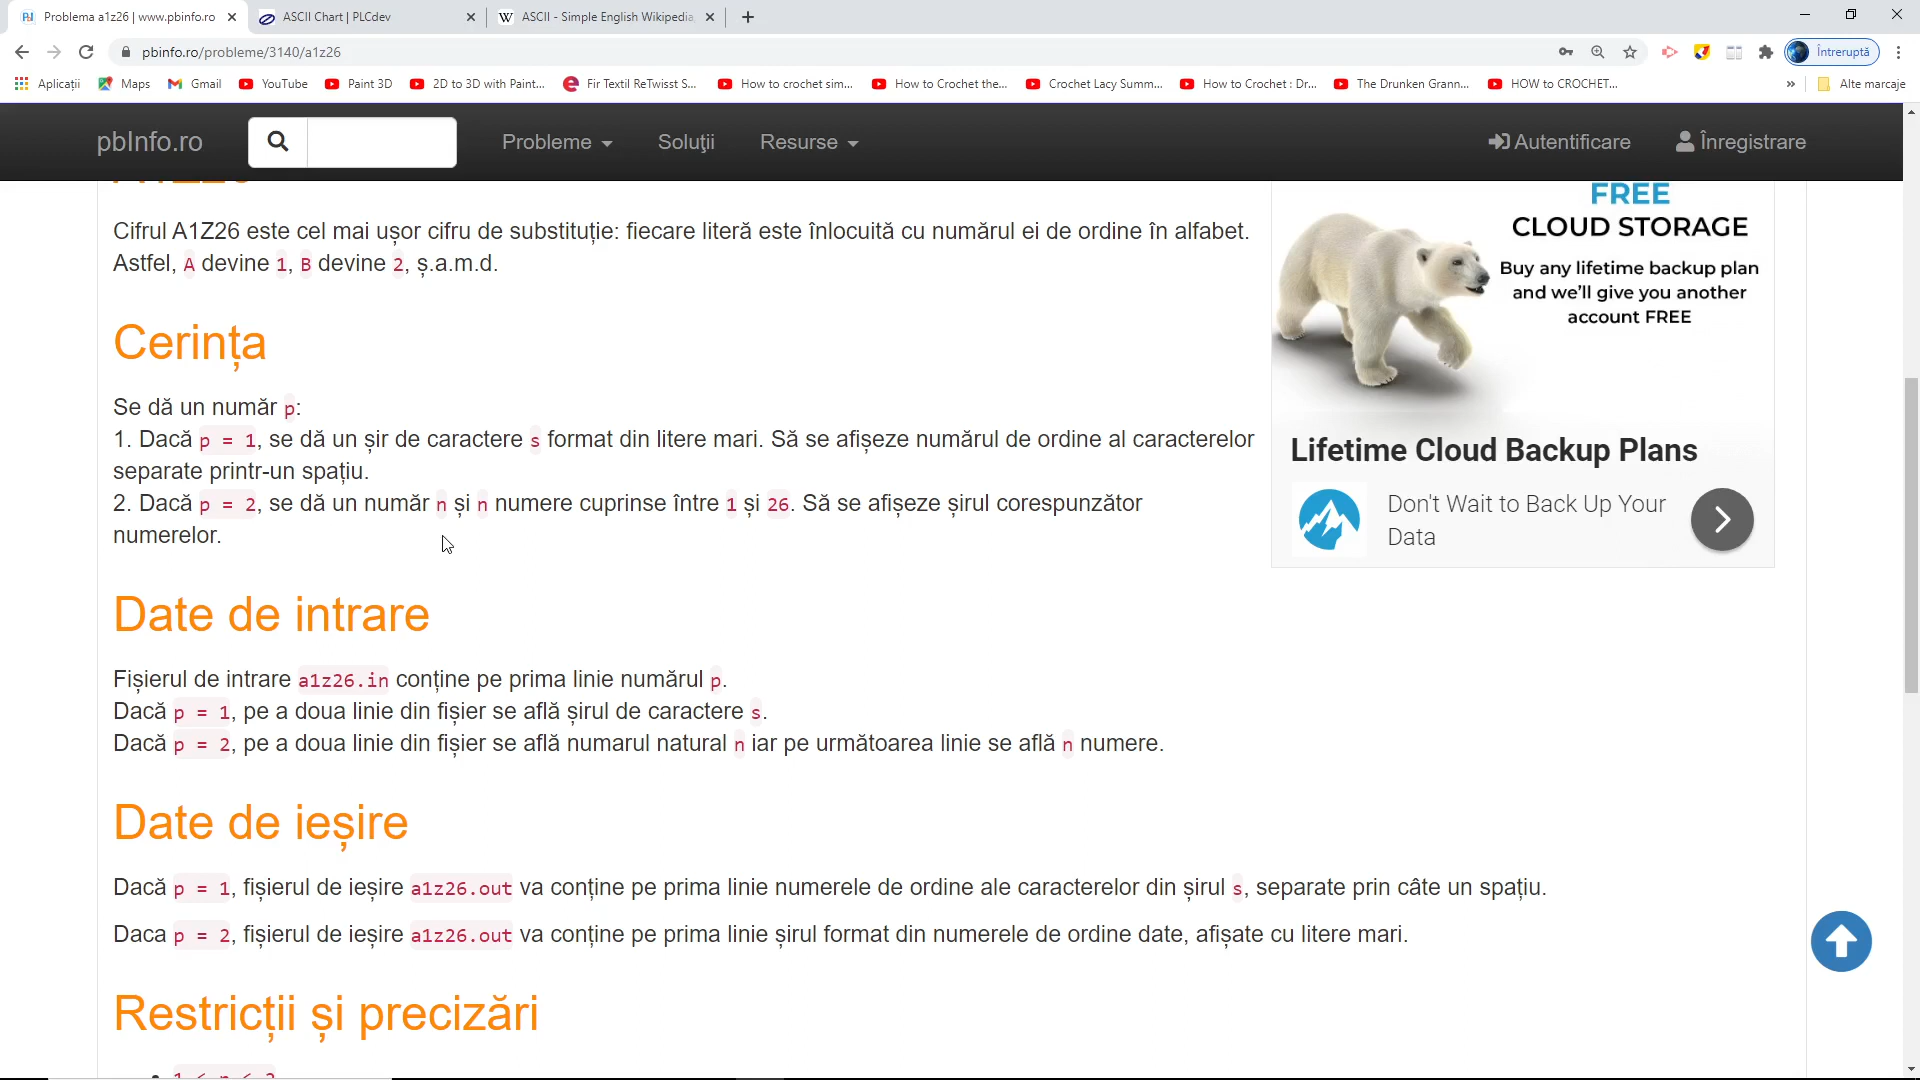 Problema a1z26 | www.pbinfo.ro
ASCII Chart | PLCdev
ASCII - Simple English Wikipedia,
pbinfo.ro/probleme/3140/a1z26
Întreruptă
Aplicații
Maps
Gmail
YouTube
Paint 3D
2D to 3D with Paint...
Fir Textil ReTwisst S...
How to crochet sim...
How to Crochet the...
Crochet Lacy Summ...
How to Crochet : Dr...
The Drunken Grann...
HOW to CROCHET...
»
Alte marcaje
pbInfo.ro
Probleme
Soluţii
Resurse
Autentificare
Înregistrare
Cifrul A1Z26 este cel mai ușor cifru de substituție: fiecare literă este înlocuită cu numărul ei de ordine în alfabet.
Astfel, A devine 1, B devine 2, ș.a.m.d.
Cerința
Se dă un număr p:
1. Dacă p = 1, se dă un șir de caractere s format din litere mari. Să se afișeze numărul de ordine al caracterelor
separate printr-un spațiu.
2. Dacă p = 2, se dă un număr n și n numere cuprinse între 1 și 26. Să se afișeze șirul corespunzător
numerelor.
Date de intrare
Fișierul de intrare a1z26.in conține pe prima linie numărul p.
Dacă p = 1, pe a doua linie din fișier se află șirul de caractere s.
Dacă p = 2, pe a doua linie din fișier se află numarul natural n iar pe următoarea linie se află n numere.
Date de ieșire
Dacă p = 1, fișierul de ieșire a1z26.out va conține pe prima linie numerele de ordine ale caracterelor din șirul s, separate prin câte un spațiu.
Daca p = 2, fișierul de ieșire a1z26.out va conține pe prima linie șirul format din numerele de ordine date, afișate cu litere mari.
Restricții și precizări
FREE
CLOUD STORAGE
Buy any lifetime backup plan
and we'll give you another
account FREE
Lifetime Cloud Backup Plans
Don't Wait to Back Up Your
Data